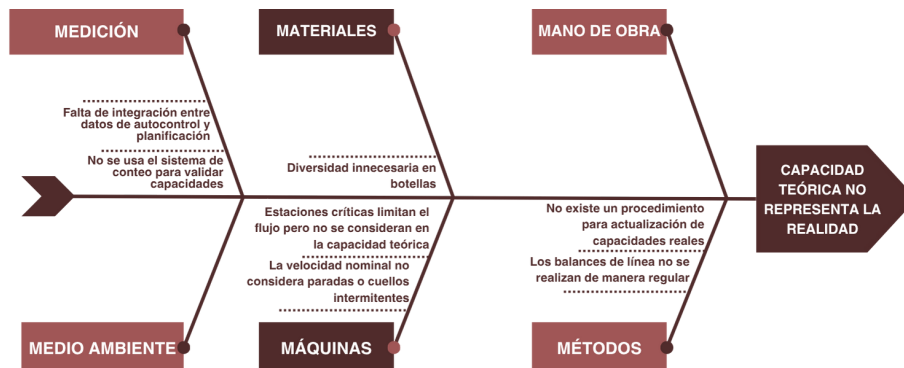 MEDICIÓN
MATERIALES
MANO DE OBRA
Falta de integración entre
datos de autocontrol y
planificación
No se usa el sistema de
conteo para validar
capacidades
Diversidad innecesaria en
botellas
CAPACIDAD
TEÓRICA NO
REPRESENTA LA
REALIDAD
Estaciones críticas limitan el
flujo pero no se consideran en
la capacidad teórica
La velocidad nominal no
considera paradas o cuellos
intermitentes
No existe un procedimiento
para actualización de
capacidades reales
Los balances de línea no se
realizan de manera regular
MEDIO AMBIENTE
MÁQUINAS
MÉTODOS